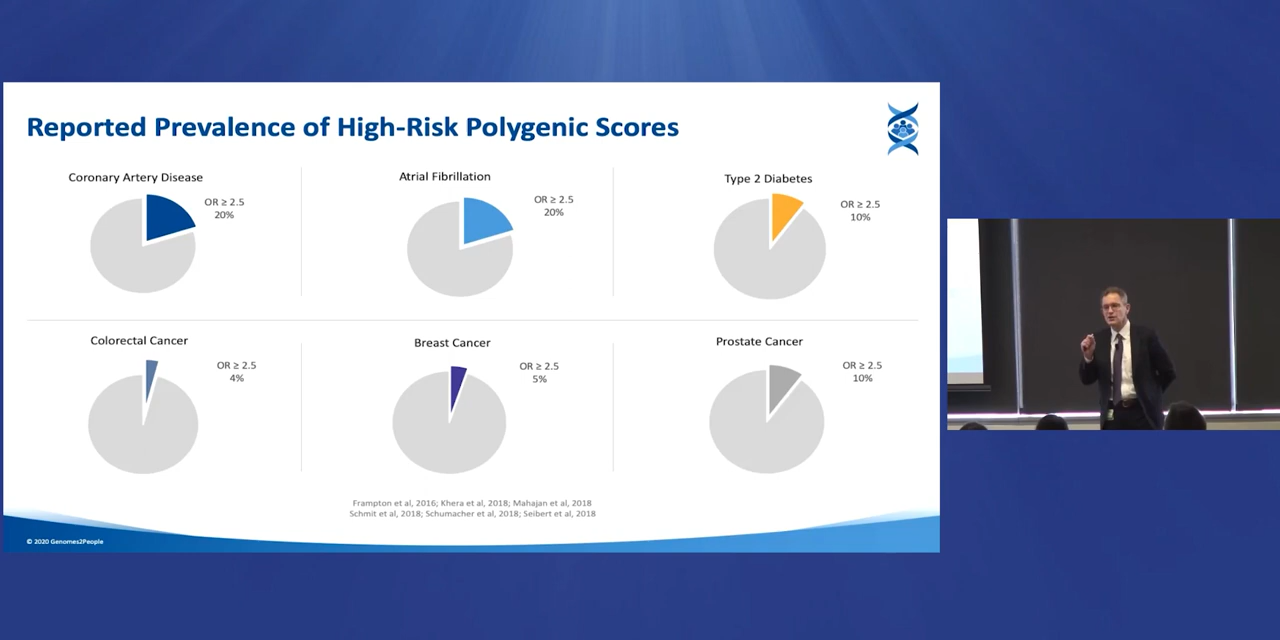 Reported Prevalence of High-Risk Polygenic Scores
Coronary Artery Disease
OR ≥ 2.5
20%
Atrial Fibrillation
OR ≥ 2.5
20%
Type 2 Diabetes
OR ≥ 2.5
10%
Colorectal Cancer
OR ≥ 2.5
4%
Breast Cancer
OR ≥ 2.5
5%
Prostate Cancer
OR ≥ 2.5
10%
Frampton et al, 2016; Khera et al, 2018; Mahajan et al, 2018
Schmit et al, 2018; Schumacher et al, 2018; Seibert et al, 2018
© 2020 Genomes2People